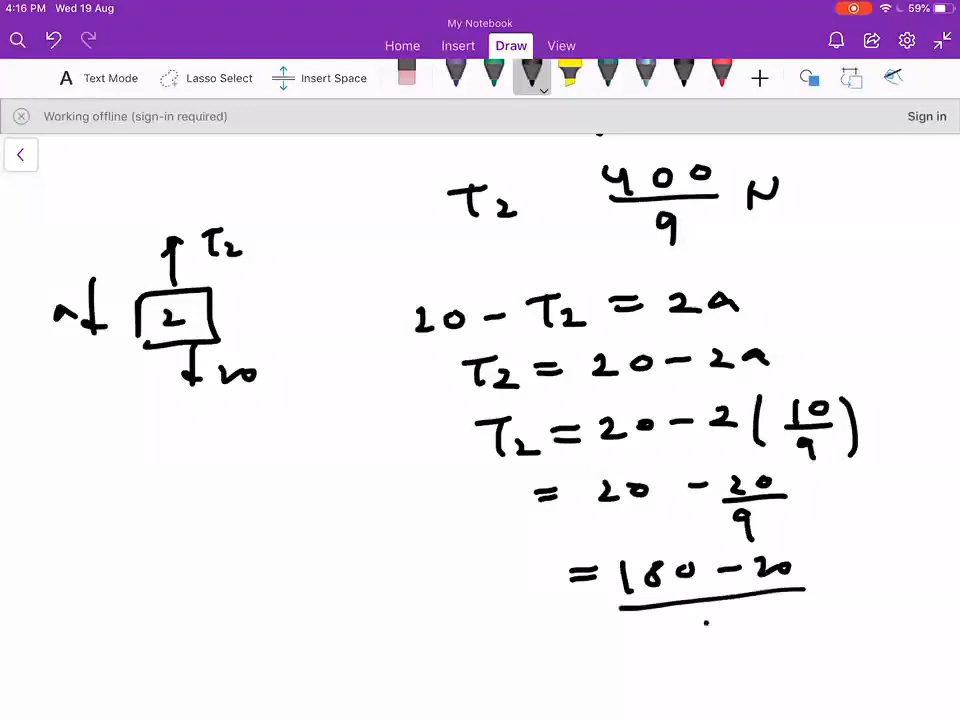 4:16 PM Wed 19 Aug
59%
My Notebook
Home Insert Draw View
A Text Mode Lasso Select Insert Space
Working offline (sign-in required) Sign in
T2 400/9 N
T2
a 2
20
20 - T2 = 2a
T2 = 20 - 2a
T2 = 20 - 2 (10/9)
= 20 - 20/9
= 180 - 20